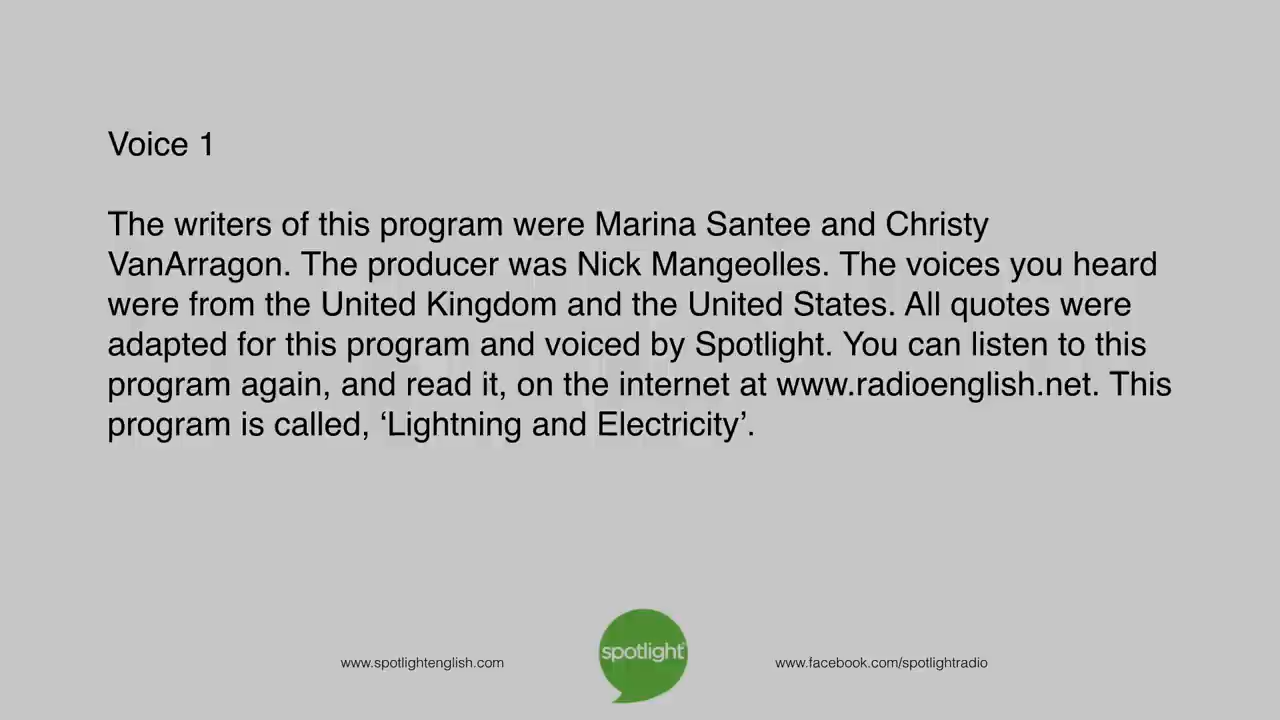 Voice 1
The writers of this program were Marina Santee and Christy
VanArragon. The producer was Nick Mangeolles. The voices you heard
were from the United Kingdom and the United States. All quotes were
adapted for this program and voiced by Spotlight. You can listen to this
program again, and read it, on the internet at www.radioenglish.net. This
program is called, ‘Lightning and Electricity’.
www.spotlightenglish.com
spotlight
www.facebook.com/spotlightradio